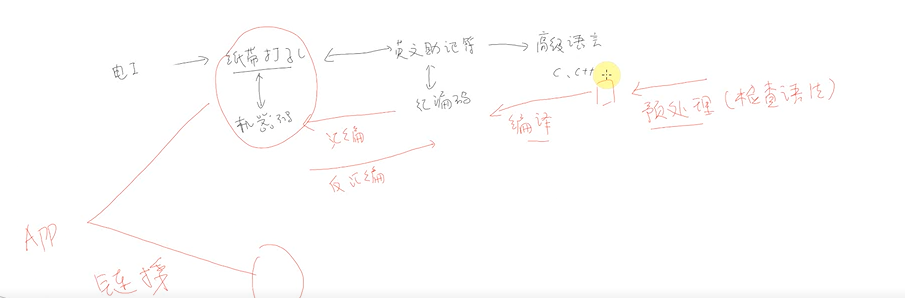 电工
纸带打孔
英文助记符
高级语言
C、C++
机器码
汇编码
汇编
反汇编
编译
预处理(检查语法)
APP
链接